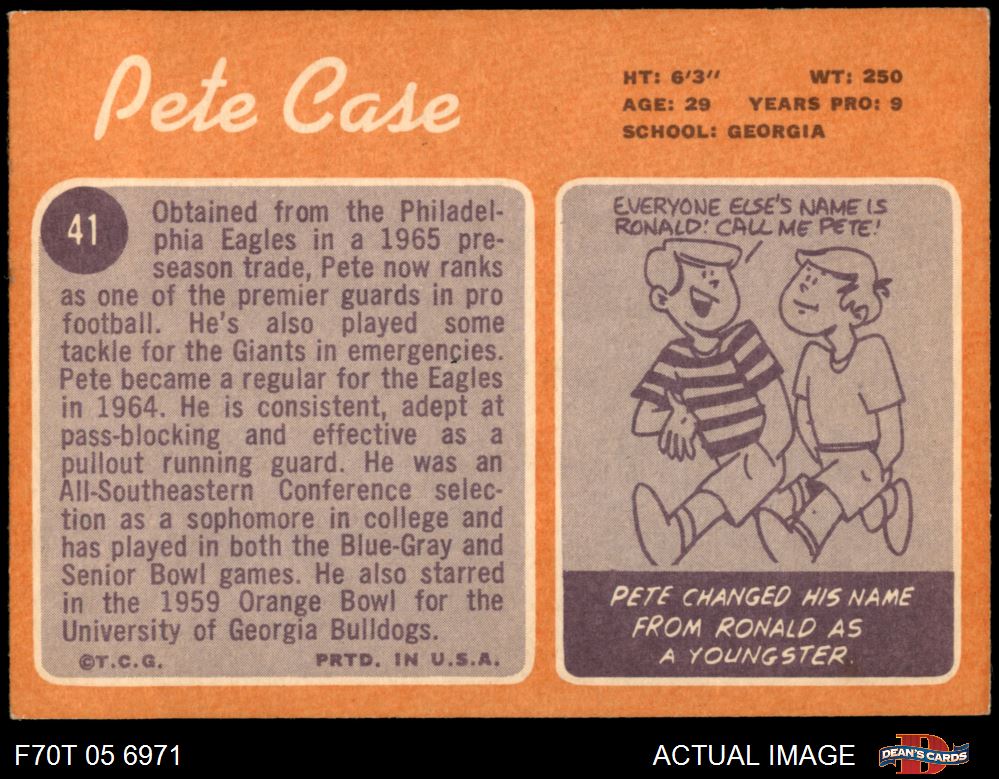 Pete Case
HT: 6'3" WT: 250
AGE: 29 YEARS PRO: 9
SCHOOL: GEORGIA
41
Obtained from the Philadel-
phia Eagles in a 1965 pre-
season trade, Pete now ranks
as one of the premier guards in pro
football. He's also played some
tackle for the Giants in emergencies.
Pete became a regular for the Eagles
in 1964. He is consistent, adept at
pass-blocking and effective as a
pullout running guard. He was an
All-Southeastern Conference selec-
tion as a sophomore in college and
has played in both the Blue-Gray and
Senior Bowl games. He also starred
in the 1959 Orange Bowl for the
University of Georgia Bulldogs.
©T.C.G. PRTD. IN U.S.A.
EVERYONE ELSE'S NAME IS
RONALD! CALL ME PETE!
PETE CHANGED HIS NAME
FROM RONALD AS
A YOUNGSTER.
F70T 05 6971
ACTUAL IMAGE
DEAN'S CARDS